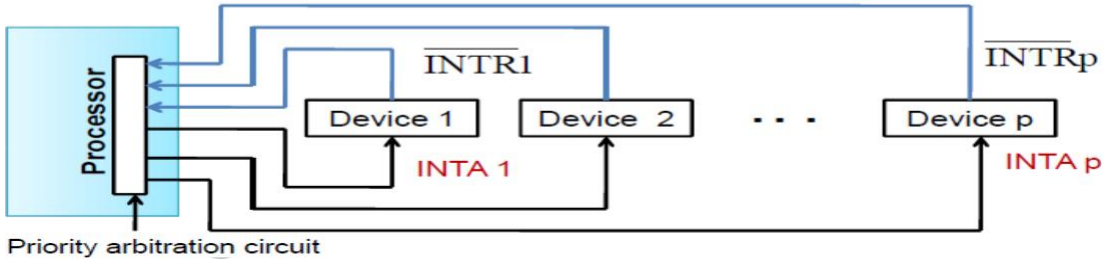 INTR1
INTRp
Processor
Device 1
Device 2
. . .
Device p
INTA 1
INTA p
Priority arbitration circuit